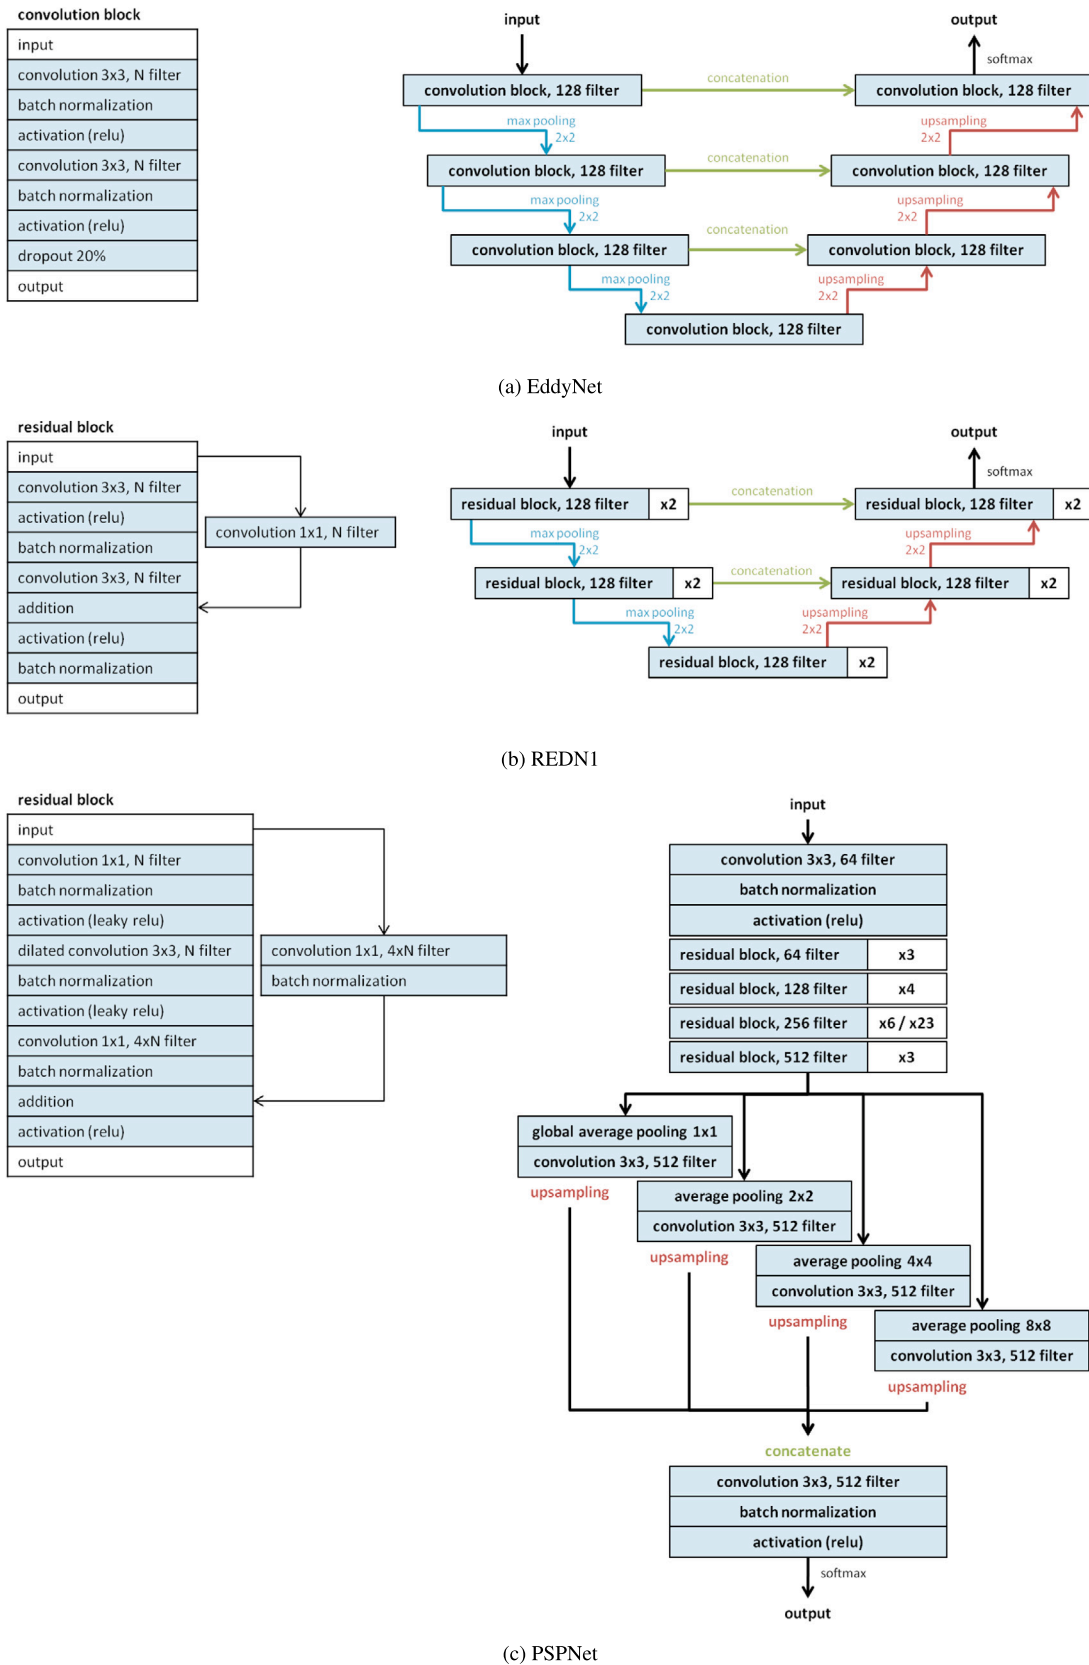 convolution block
input
convolution 3x3, N filter
batch normalization
activation (relu)
convolution 3x3, N filter
batch normalization
activation (relu)
dropout 20%
output
input
output
softmax
convolution block, 128 filter
concatenation
convolution block, 128 filter
max pooling
2x2
upsampling
2x2
convolution block, 128 filter
concatenation
convolution block, 128 filter
max pooling
2x2
upsampling
2x2
convolution block, 128 filter
concatenation
convolution block, 128 filter
max pooling
2x2
upsampling
2x2
convolution block, 128 filter
(a) EddyNet
residual block
input
convolution 3x3, N filter
activation (relu)
batch normalization
convolution 3x3, N filter
addition
activation (relu)
batch normalization
output
convolution 1x1, N filter
input
output
softmax
residual block, 128 filter x2
concatenation
residual block, 128 filter x2
max pooling
2x2
upsampling
2x2
residual block, 128 filter x2
concatenation
residual block, 128 filter x2
max pooling
2x2
upsampling
2x2
residual block, 128 filter x2
(b) REDN1
residual block
input
convolution 1x1, N filter
batch normalization
activation (leaky relu)
dilated convolution 3x3, N filter
batch normalization
activation (leaky relu)
convolution 1x1, 4xN filter
batch normalization
addition
activation (relu)
output
convolution 1x1, 4xN filter
batch normalization
input
convolution 3x3, 64 filter
batch normalization
activation (relu)
residual block, 64 filter x3
residual block, 128 filter x4
residual block, 256 filter x6 / x23
residual block, 512 filter x3
global average pooling 1x1
convolution 3x3, 512 filter
upsampling
average pooling 2x2
convolution 3x3, 512 filter
upsampling
average pooling 4x4
convolution 3x3, 512 filter
upsampling
average pooling 8x8
convolution 3x3, 512 filter
upsampling
concatenate
convolution 3x3, 512 filter
batch normalization
activation (relu)
softmax
output
(c) PSPNet